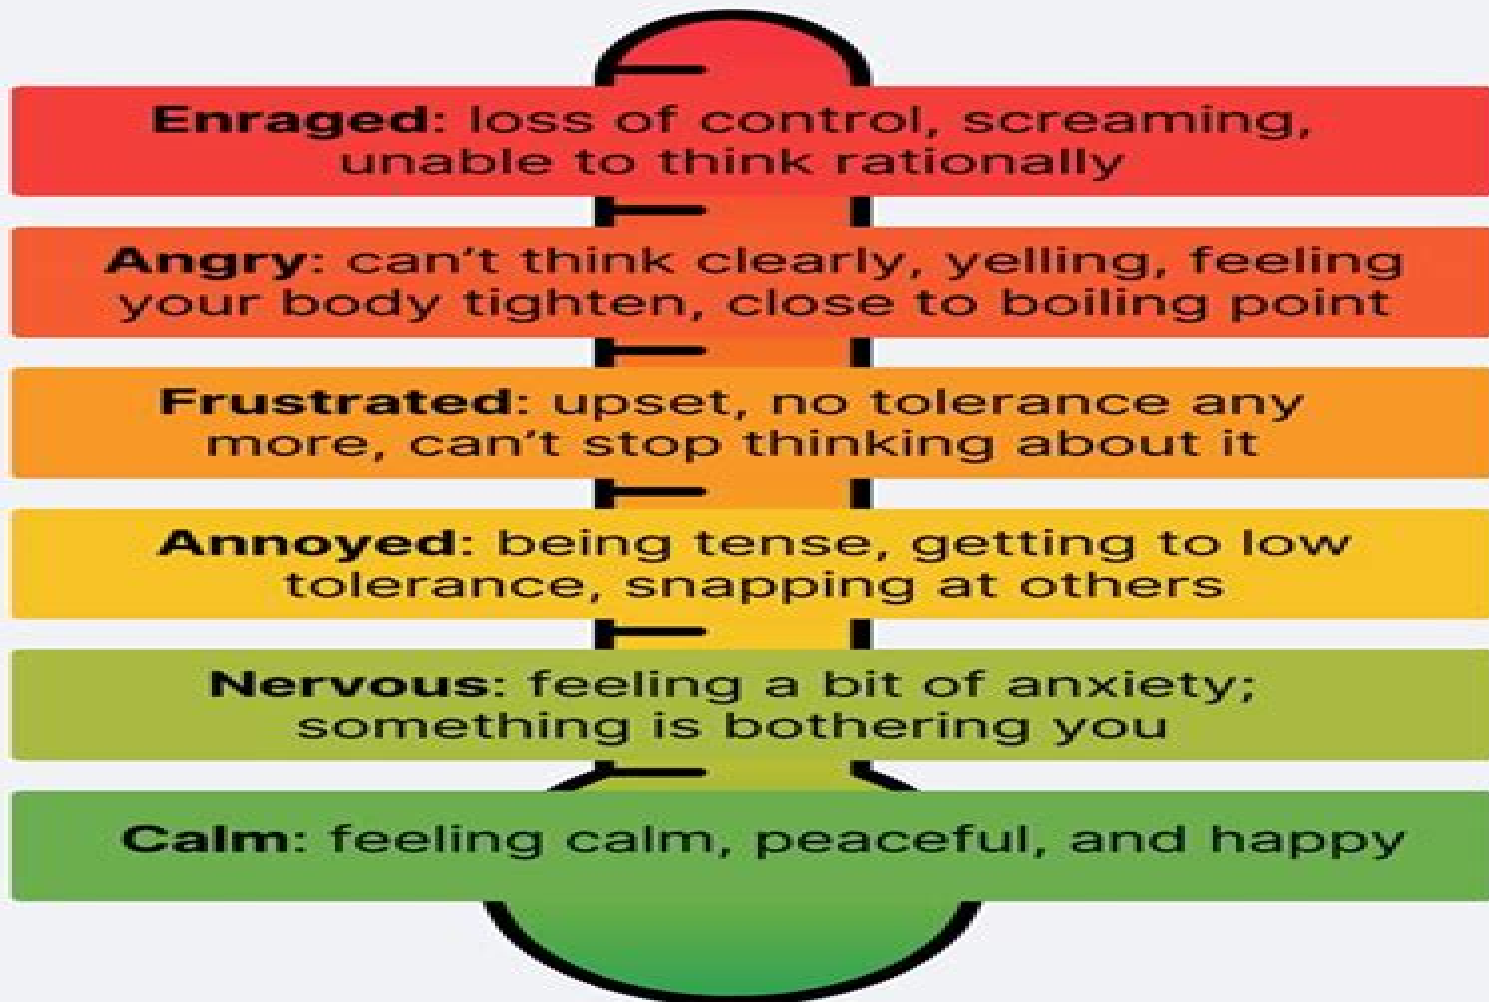 Enraged: loss of control, screaming,
unable to think rationally
Angry: can’t think clearly, yelling, feeling
your body tighten, close to boiling point
Frustrated: upset, no tolerance any
more, can’t stop thinking about it
Annoyed: being tense, getting to low
tolerance, snapping at others
Nervous: feeling a bit of anxiety;
something is bothering you
Calm: feeling calm, peaceful, and happy